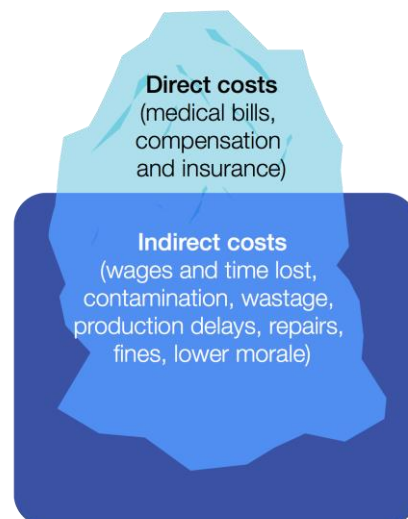 Direct costs
(medical bills,
compensation
and insurance)
Indirect costs
(wages and time lost,
contamination, wastage,
production delays, repairs,
fines, lower morale)